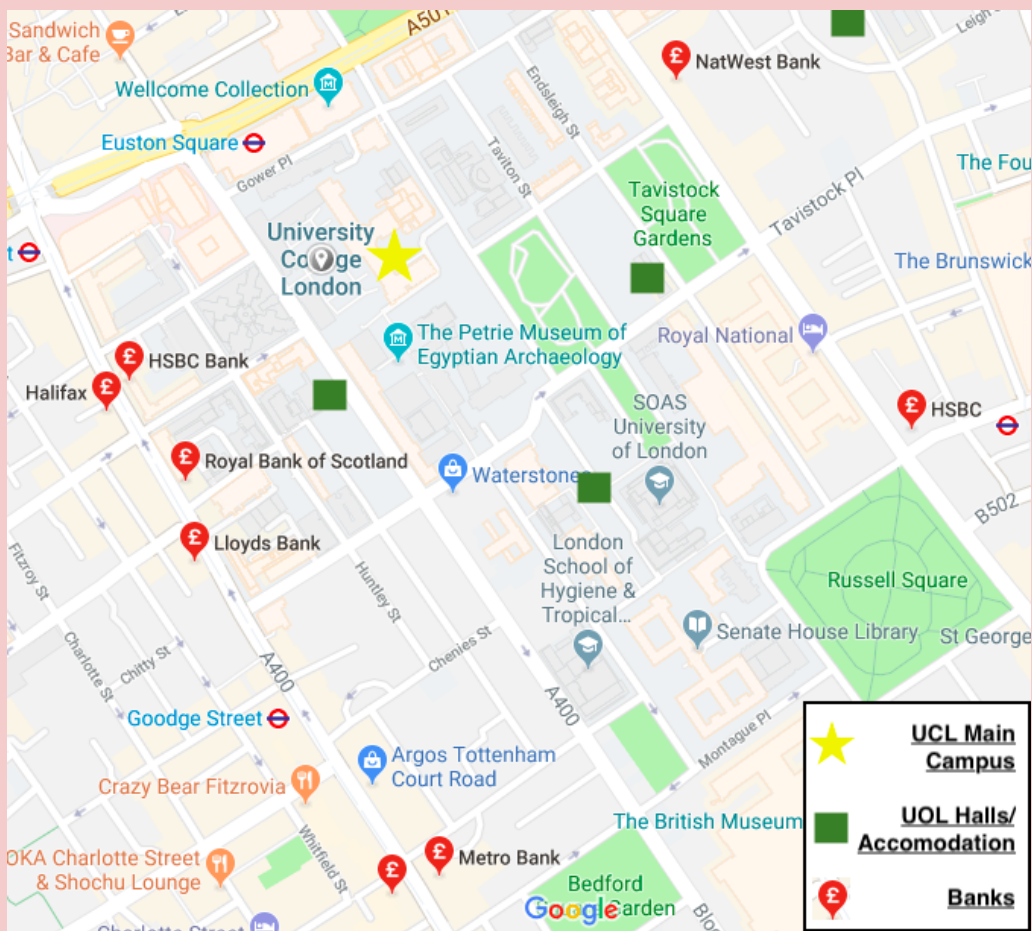 Sandwich
Bar & Cafe
A501
Leigh S
NatWest Bank
Wellcome Collection
Endsleigh St
Euston Square
Gower Pl
Taviton St
The Fou
Tavistock
Square
Gardens
Tavistock Pl
University
College
London
t
The Brunswick
The Petrie Museum of
Egyptian Archaeology
Royal National
HSBC Bank
Halifax
SOAS
University
of London
HSBC
Royal Bank of Scotland
Waterstones
B502
Lloyds Bank
London
School of
Hygiene &
Tropical...
Fitzroy St
Huntley St
Russell Square
Senate House Library
St George
Charlotte St
Chitty St
Chenies St
A400
A400
Goodge Street
Montague Pl
UCL Main
Campus
Argos Tottenham
Court Road
Crazy Bear Fitzrovia
The British Museum
UOL Halls/
Accomodation
Whitfield St
OKA Charlotte Street
& Shochu Lounge
Metro Bank
Bedford
Garden
Google
Banks
Charlotte Street
Bloo